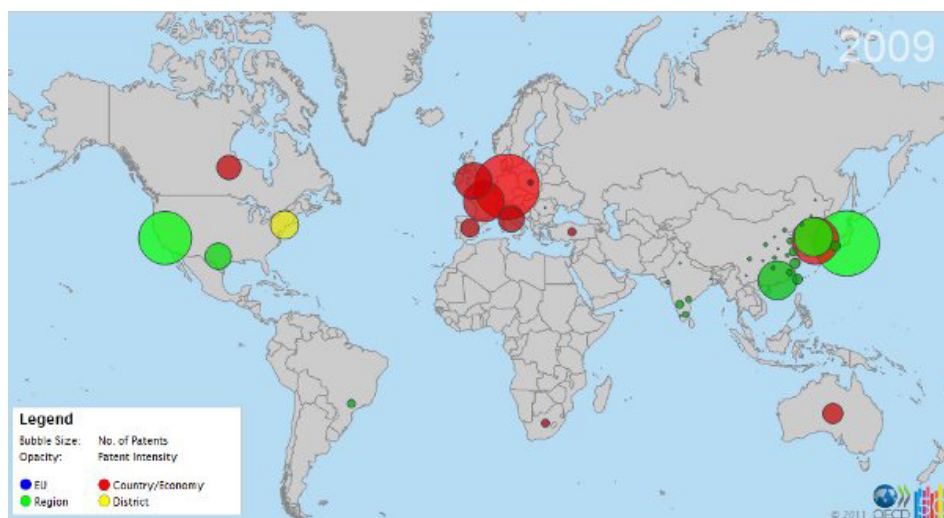 2009
Legend
Bubble Size: No. of Patents
Opacity: Patent Intensity
EU Country/Economy
Region District
© 2011 OECD